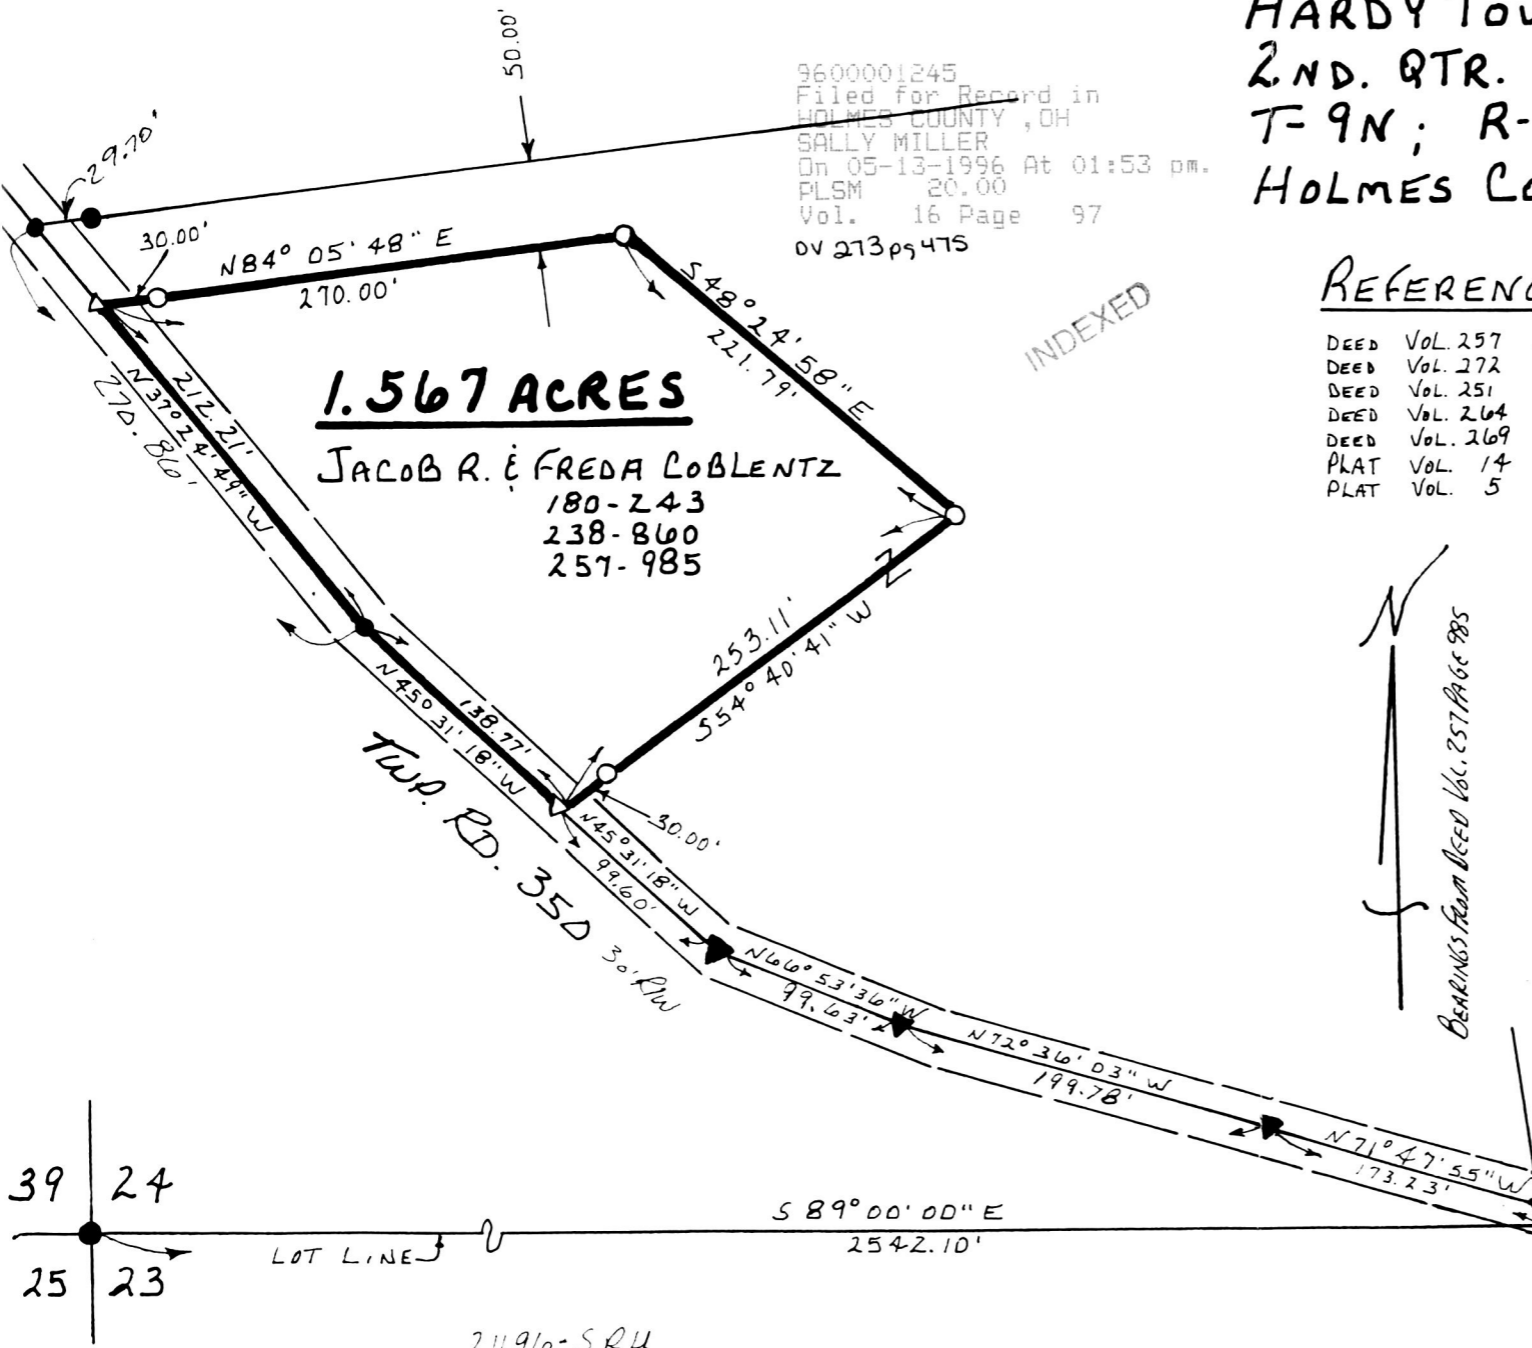 HARDY TOW
2ND. QTR.
T-9N; R-
HOLMES CO
9600001245
Filed for Record in
HOLMES COUNTY ,OH
SALLY MILLER
On 05-13-1996 At 01:53 pm.
PLSM 20.00
Vol. 16 Page 97
OV 273 pg 475
INDEXED
REFERENC
DEED VOL. 257
DEED VOL. 272
DEED VOL. 251
DEED VOL. 264
DEED VOL. 269
PLAT VOL. 14
PLAT VOL. 5
50.00'
29.70'
30.00'
N84° 05' 48" E
270.00'
S48° 24' 58" E
221.79'
1.567 ACRES
JACOB R. & FREDA COBLENTZ
180-243
238-860
257-985
212.21'
N37° 24' 49" W
270.86'
253.11'
S54° 40' 41" W
N
138.77'
N45° 31' 18" W
30.00'
TWP. RD. 350 30' R/W
N45° 31' 18" W
99.60'
N66° 53' 36" W
99.63'
N72° 36' 03" W
199.78'
N71° 47' 55" W
173.23'
N
BEARINGS FROM DEED VOL. 257 PAGE 985
39 24
25 23
LOT LINE
S 89° 00' 00" E
2542.10'